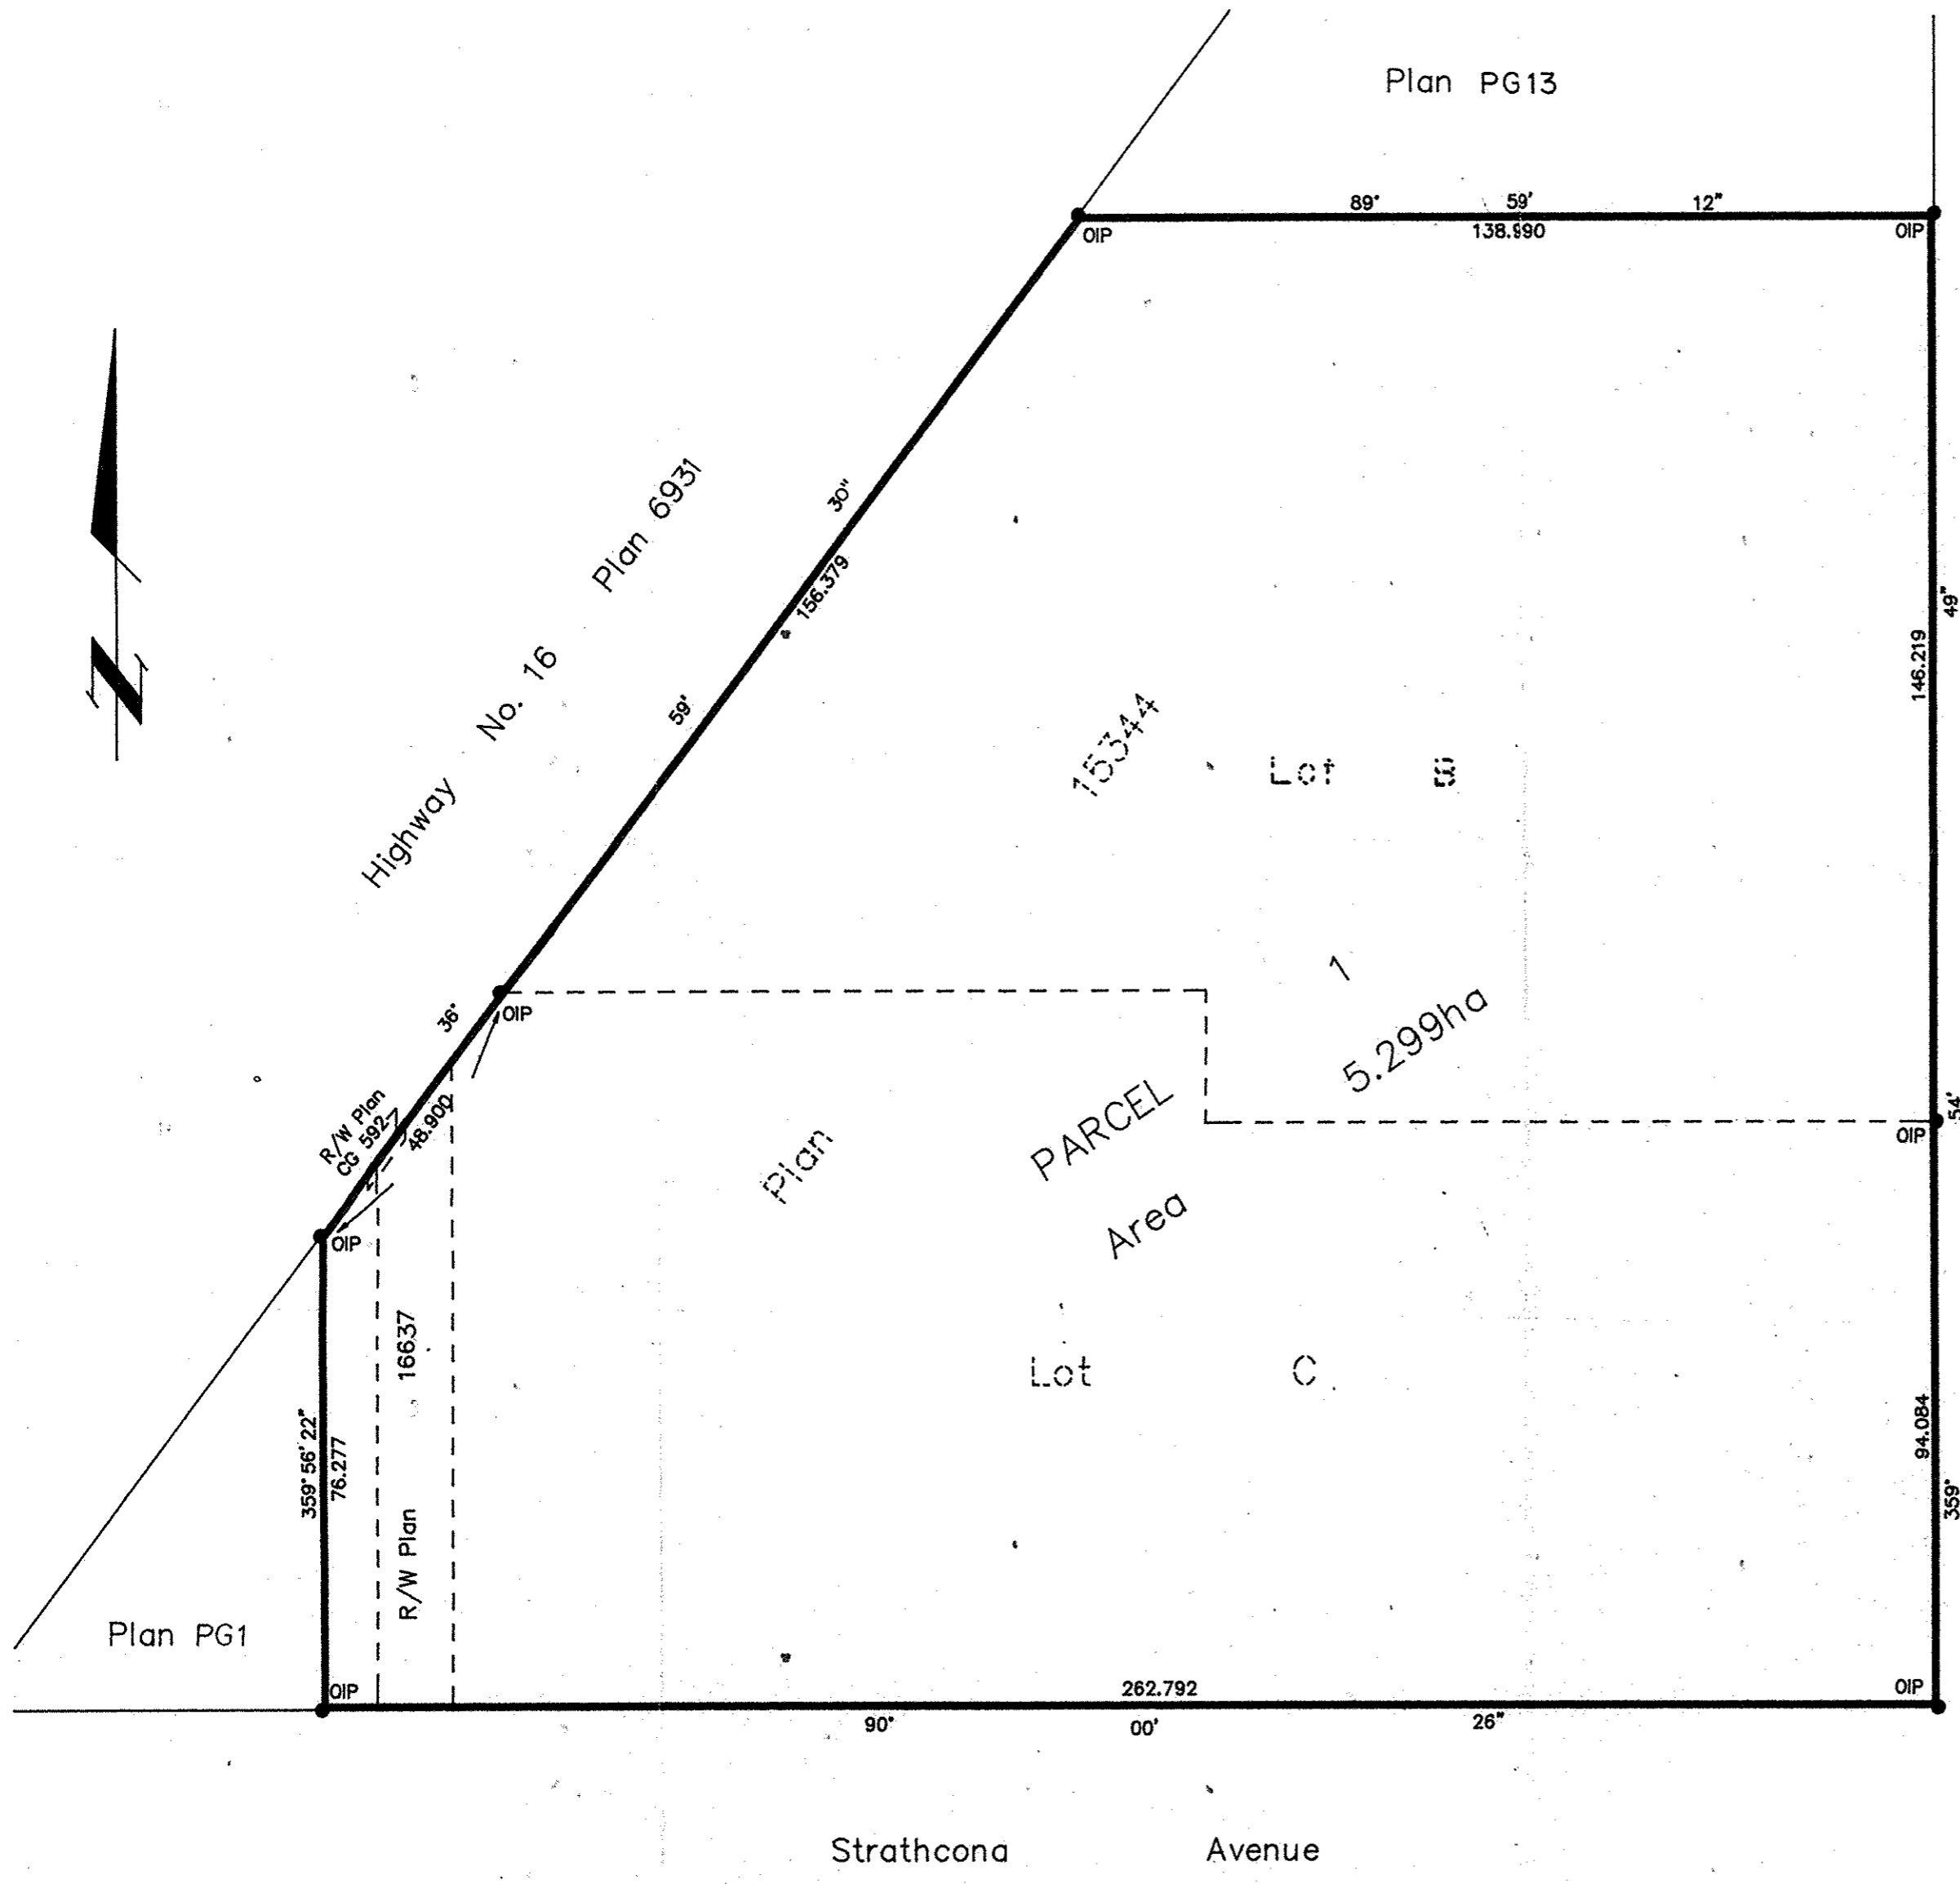 Plan PG13
89° 59' 12"
138.990
OIP
OIP
Highway No. 16 Plan 6931
36° 59' 30"
156.379
146.219
359° 54' 49"
15344
Lot B
OIP
1
5.299ha
PARCEL
Area
Plan
OIP
R/W Plan
CG 592
48.900
OIP
359° 56' 22"
76.277
R/W Plan 16637
Lot C
94.084
Plan PG1
OIP
262.792
OIP
90° 00' 26"
Strathcona Avenue